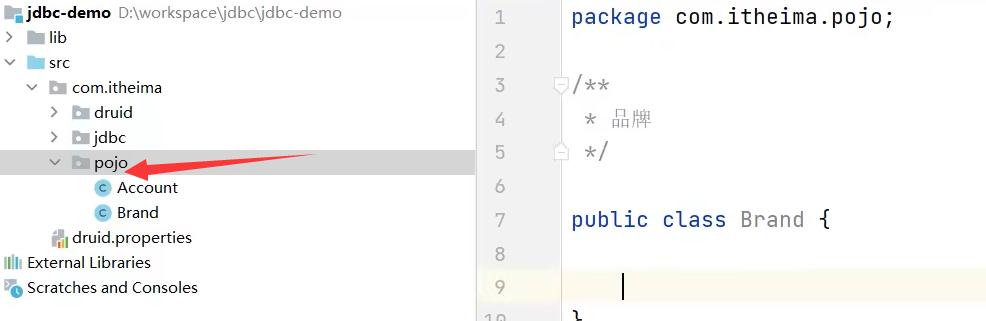 jdbc-demo D:\workspace\jdbc\jdbc-demo
lib
src
com.itheima
druid
jdbc
pojo
Account
Brand
druid.properties
External Libraries
Scratches and Consoles
1 package com.itheima.pojo;
2
3 /**
4 * 品牌
5 */
6
7 public class Brand {
8
9
10 }